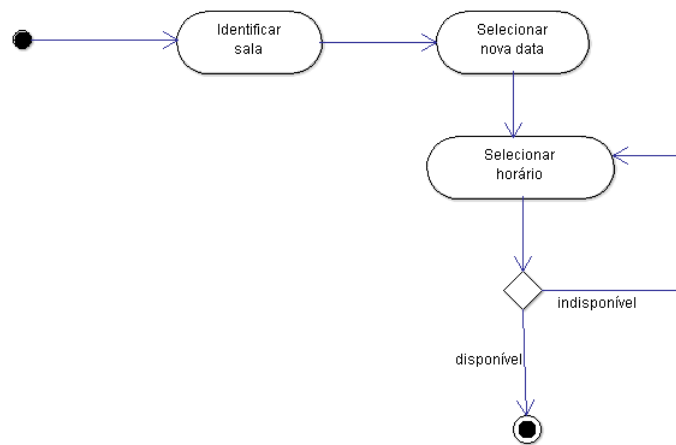 Identificar
sala
Selecionar
nova data
Selecionar
horário
indisponível
disponível